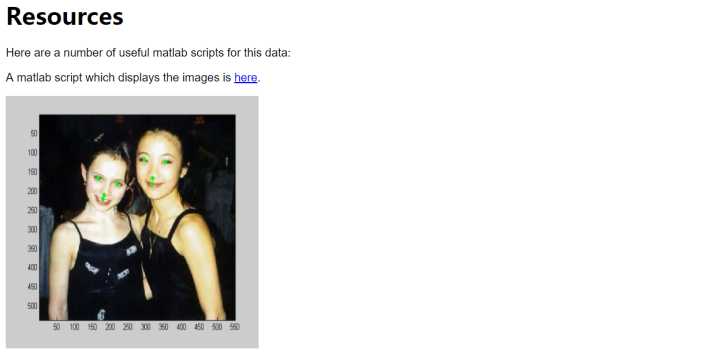 Resources
Here are a number of useful matlab scripts for this data:
A matlab script which displays the images is here.
50
100
150
200
250
300
350
400
450
500
50 100 150 200 250 300 350 400 450 500 550